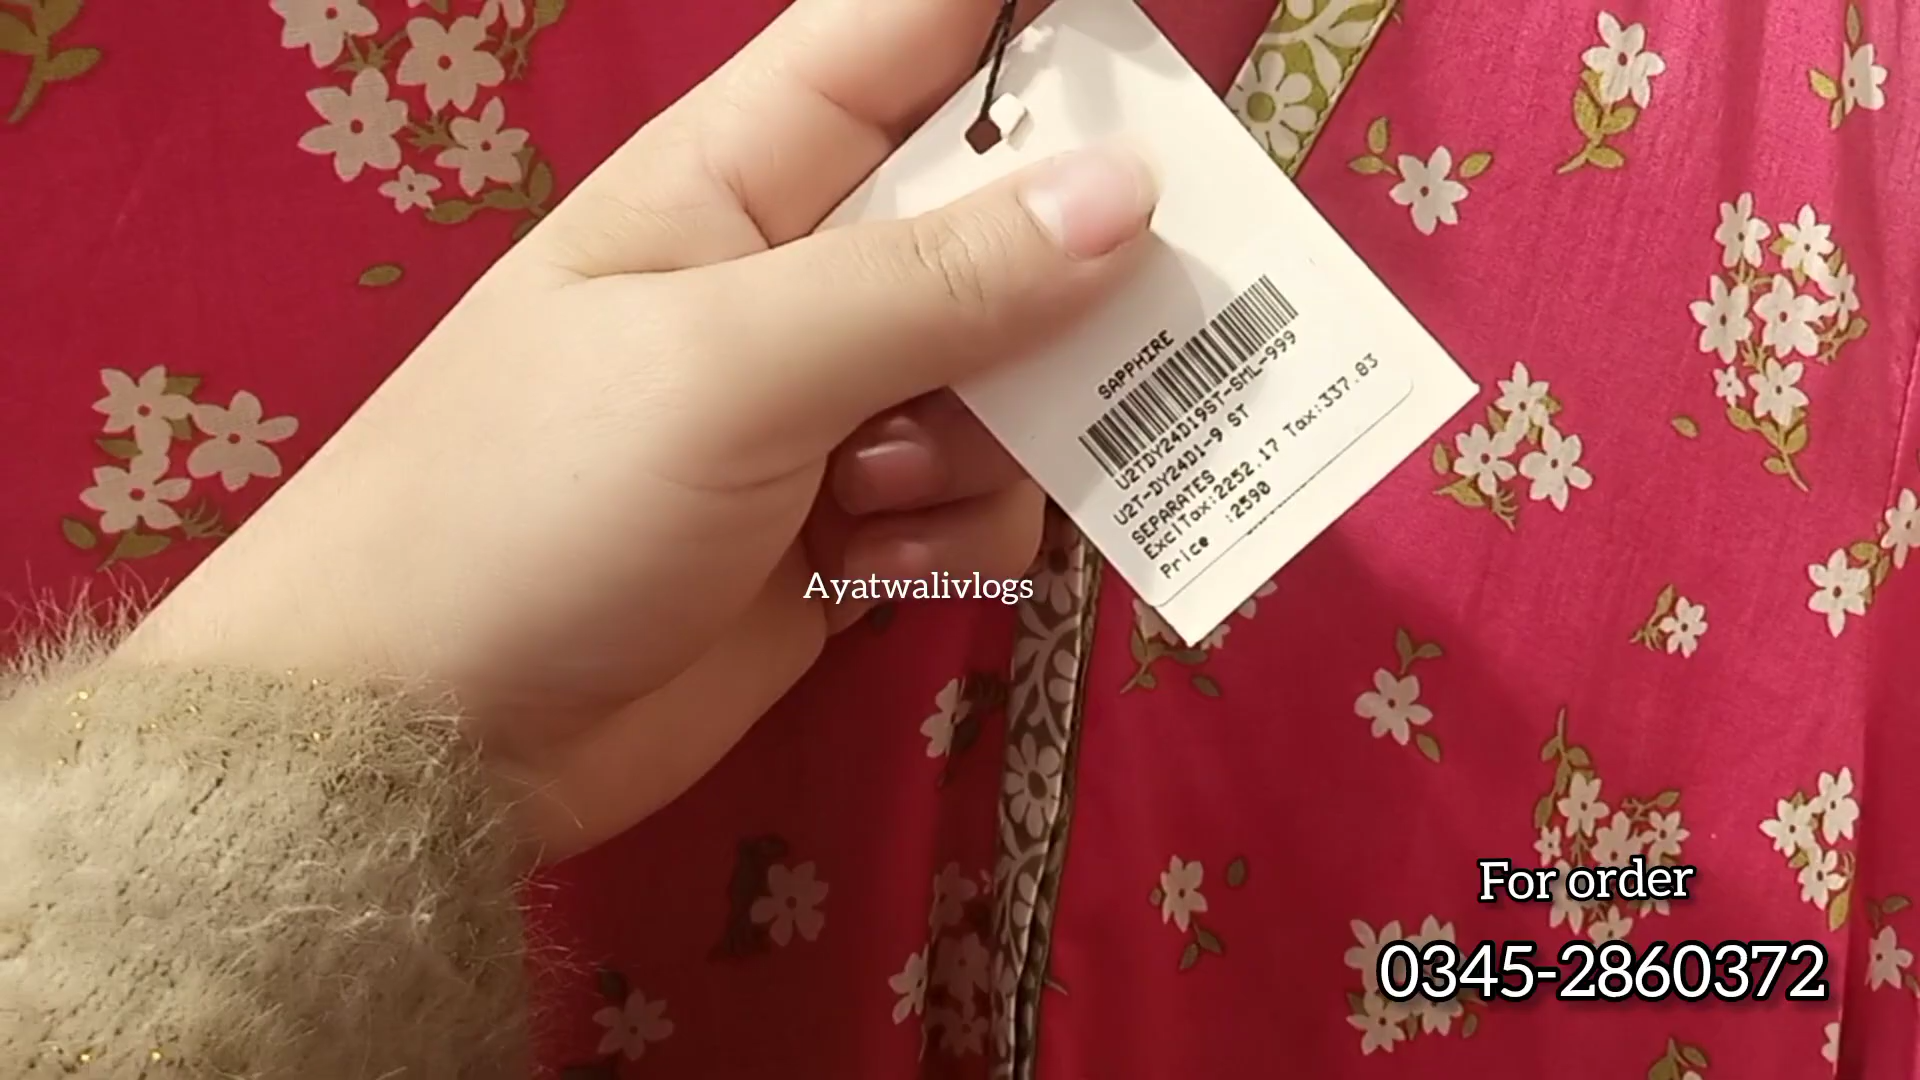 SAPPHIRE
U2TDY24D19ST-SML-999
U2T-DY24D1-9 ST
SEPARATES
ExclTax:2252.17 Tax:337.83
Price :2590
Ayatwalivlogs
For order
0345-2860372